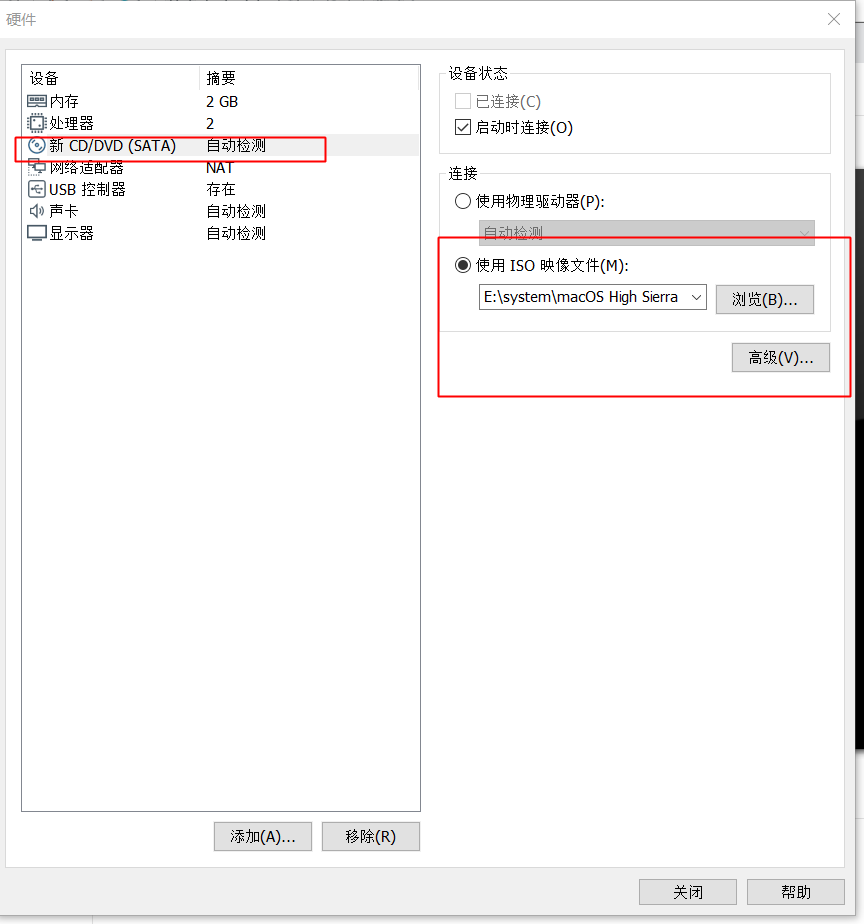 硬件
设备 摘要
内存 2 GB
处理器 2
新 CD/DVD (SATA) 自动检测
网络适配器 NAT
USB 控制器 存在
声卡 自动检测
显示器 自动检测
添加(A)... 移除(R)
设备状态
已连接(C)
启动时连接(O)
连接
使用物理驱动器(P):
自动检测
使用 ISO 映像文件(M):
E:\system\macOS High Sierra 浏览(B)...
高级(V)...
关闭 帮助